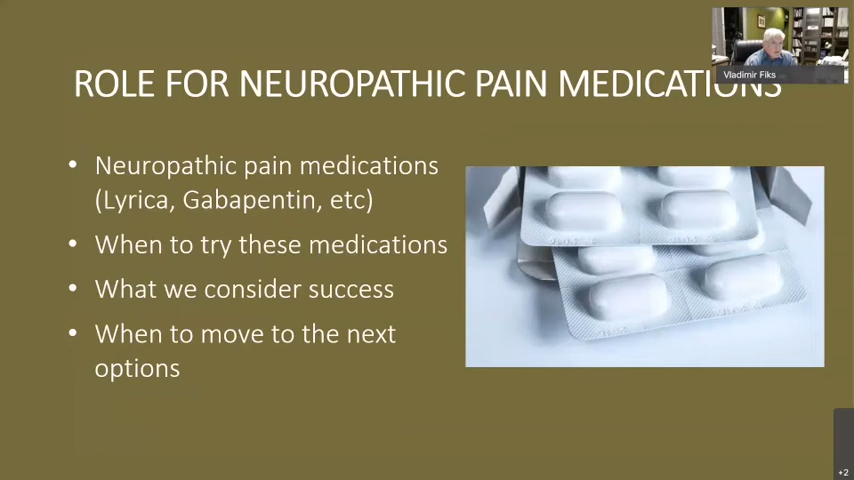 Vladimir Fiks
ROLE FOR NEUROPATHIC PAIN MEDICATIONS
• Neuropathic pain medications
(Lyrica, Gabapentin, etc)
• When to try these medications
• What we consider success
• When to move to the next
options
+2